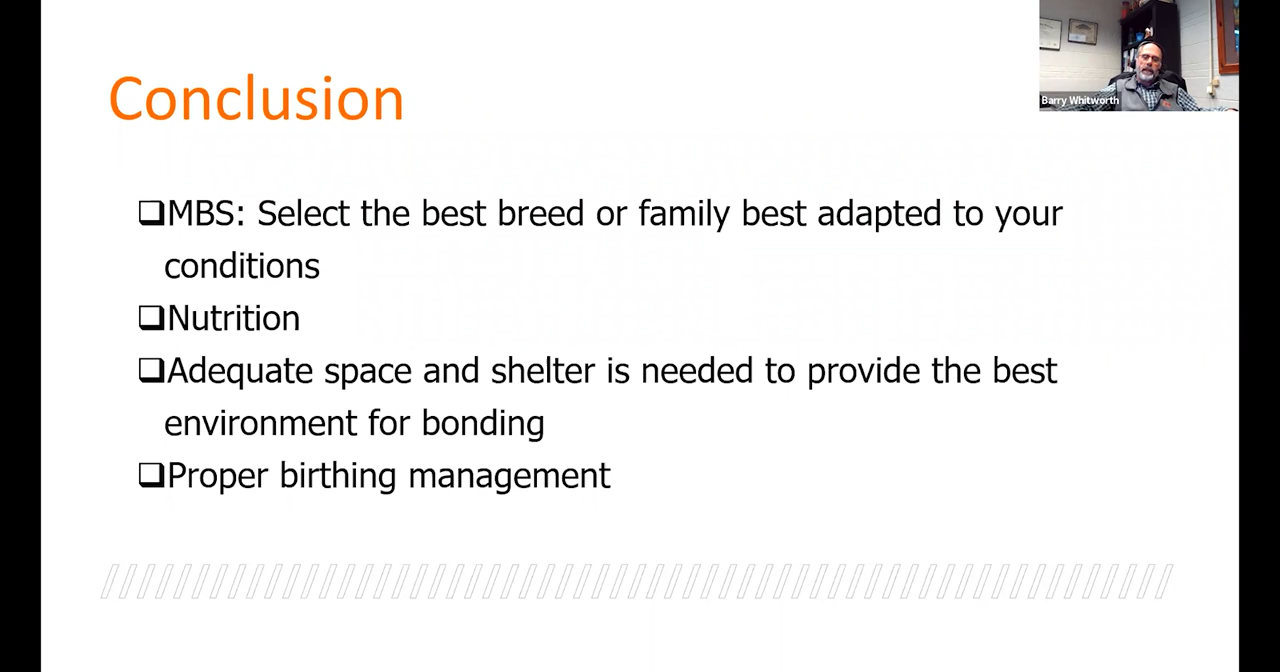 Conclusion
Barry Whitworth
❑MBS: Select the best breed or family best adapted to your
conditions
❑Nutrition
❑Adequate space and shelter is needed to provide the best
environment for bonding
❑Proper birthing management